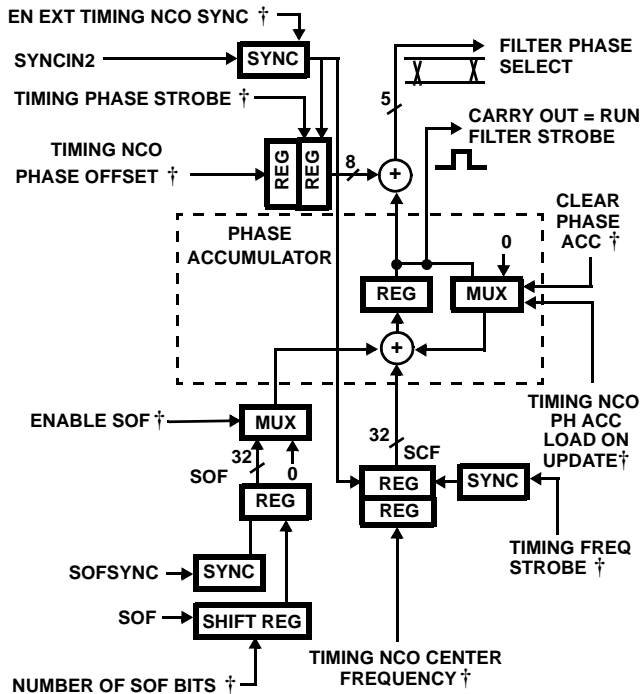 EN EXT TIMING NCO SYNC †
SYNCIN2
SYNC
TIMING PHASE STROBE †
TIMING NCO
PHASE OFFSET †
REG
REG
8
5
+
FILTER PHASE
SELECT
CARRY OUT = RUN
FILTER STROBE
CLEAR
PHASE
ACC †
PHASE
ACCUMULATOR
0
REG
MUX
+
TIMING NCO
PH ACC
LOAD ON
UPDATE†
ENABLE SOF†
MUX
32
SOF
0
REG
32
SCF
REG
REG
SYNC
TIMING FREQ
STROBE †
SOFSYNC
SYNC
SOF
SHIFT REG
NUMBER OF SOF BITS †
TIMING NCO CENTER
FREQUENCY†